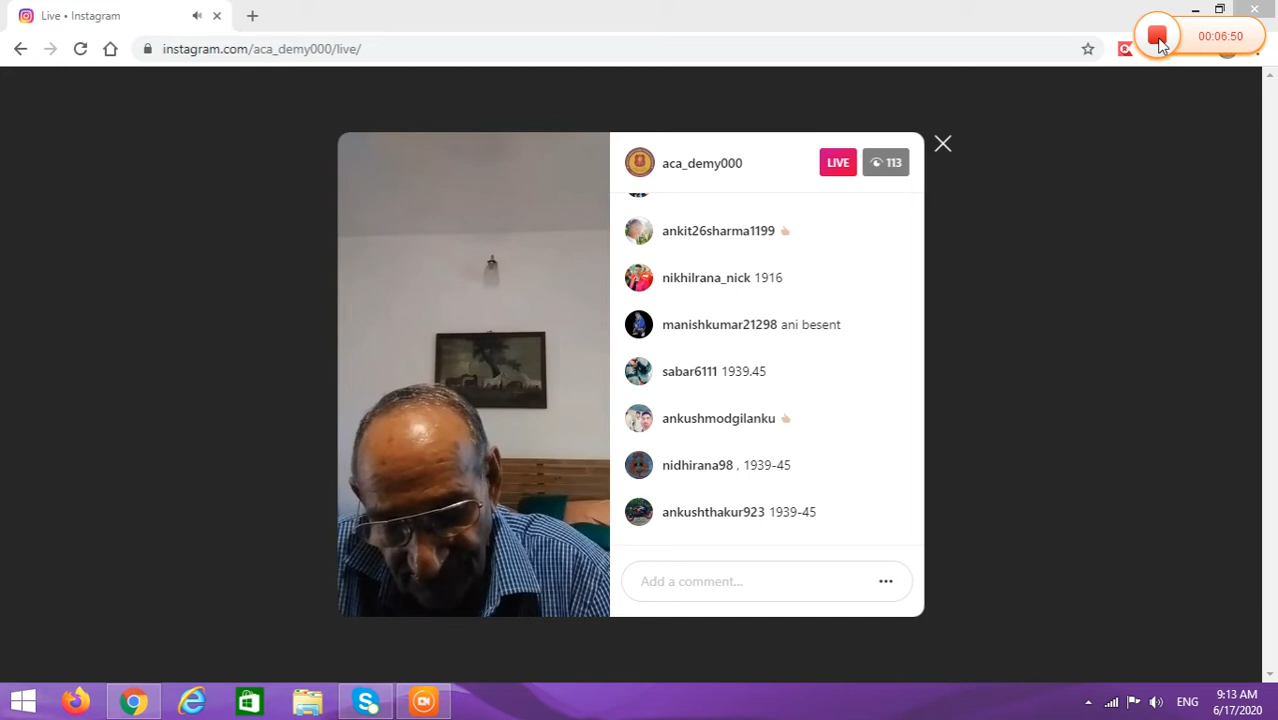 Live • Instagram
00:06:50
instagram.com/aca_demy000/live/
aca_demy000 LIVE 113
ankit26sharma1199
nikhilrana_nick 1916
manishkumar21298 ani besent
sabar6111 1939.45
ankushmodgilanku
nidhirana98 , 1939-45
ankushthakur923 1939-45
Add a comment...
ENG
9:13 AM
6/17/2020